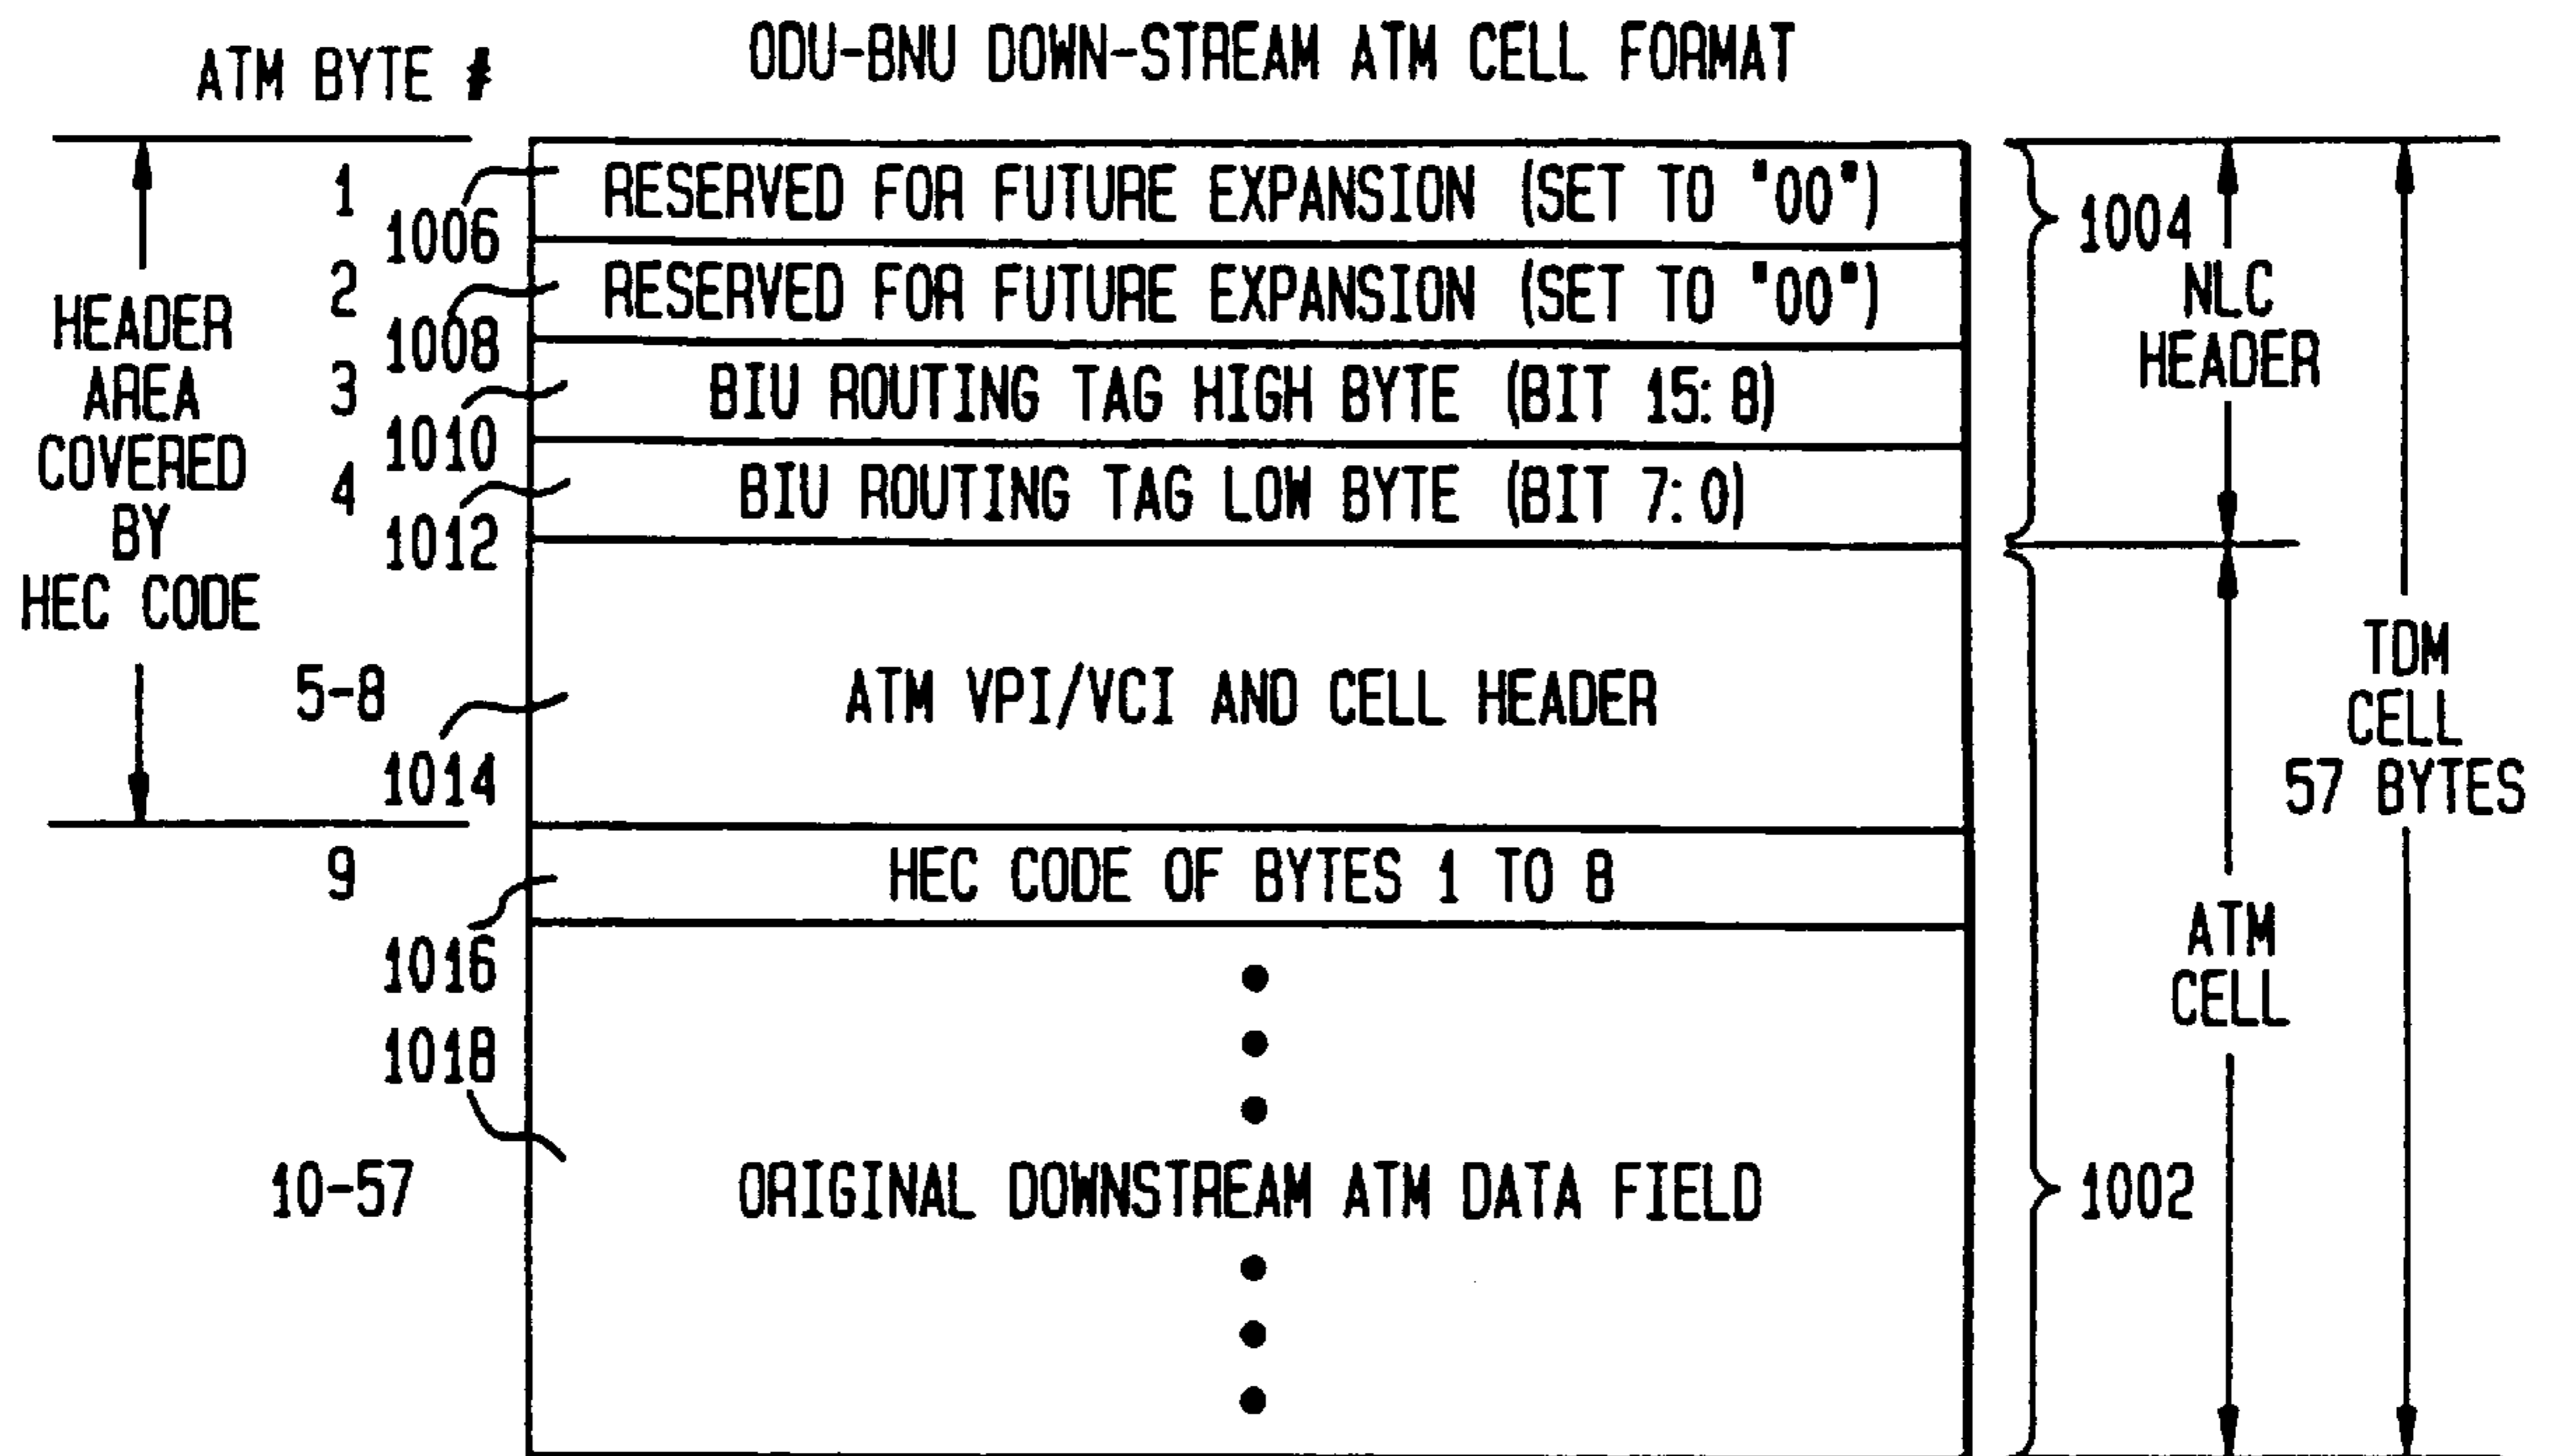 ODU-BNU DOWN-STREAM ATM CELL FORMAT
ATM BYTE #
HEADER
AREA
COVERED
BY
HEC CODE
1
1006
RESERVED FOR FUTURE EXPANSION (SET TO "00")
2
1008
RESERVED FOR FUTURE EXPANSION (SET TO "00")
3
1010
BIU ROUTING TAG HIGH BYTE (BIT 15:8)
4
1012
BIU ROUTING TAG LOW BYTE (BIT 7:0)
5-8
1014
ATM VPI/VCI AND CELL HEADER
9
1016
HEC CODE OF BYTES 1 TO 8
1018
10-57
ORIGINAL DOWNSTREAM ATM DATA FIELD
1004
NLC
HEADER
TDM
CELL
57 BYTES
ATM
CELL
1002